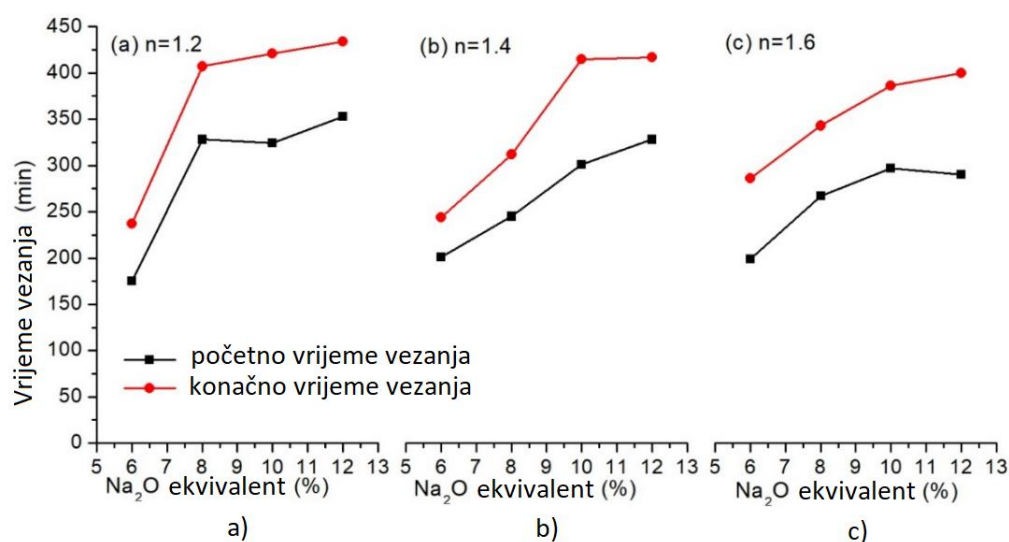 450
400
350
300
250
200
150
100
50
0
Vrijeme vezanja (min)
(a) n=1.2
(b) n=1.4
(c) n=1.6
početno vrijeme vezanja
konačno vrijeme vezanja
5 6 7 8 9 10 11 12 13
5 6 7 8 9 10 11 12 13
5 6 7 8 9 10 11 12 13
Na₂O ekvivalent (%)
Na₂O ekvivalent (%)
Na₂O ekvivalent (%)
a)
b)
c)